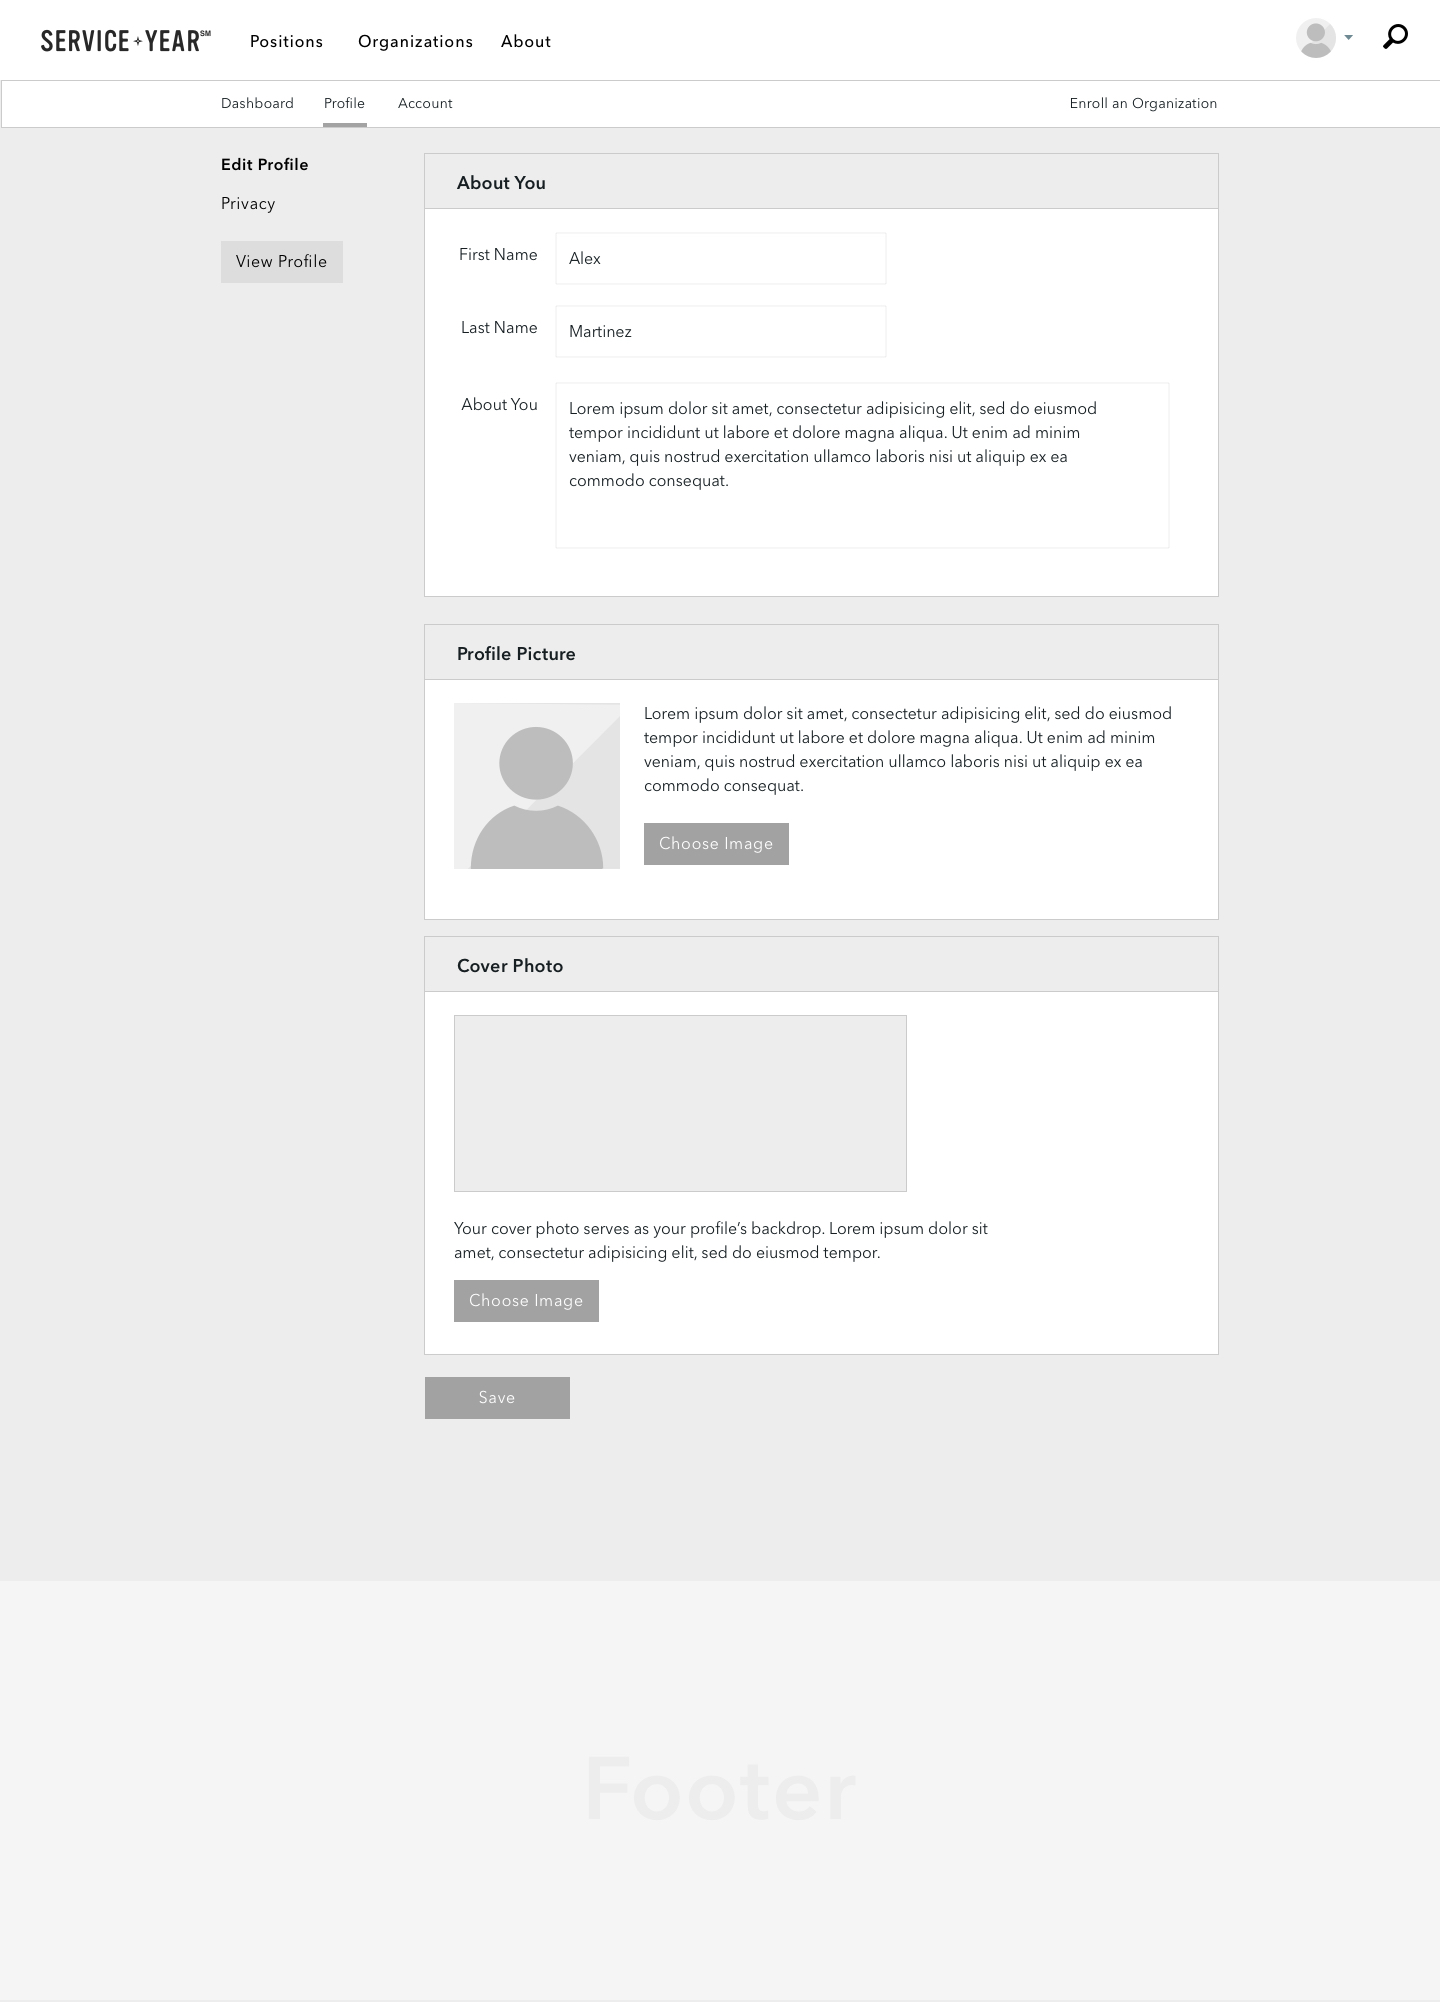 SERVICE+YEAR℠ Positions Organizations About
Dashboard Profile Account Enroll an Organization
Edit Profile
Privacy
View Profile
About You
First Name Alex
Last Name Martinez
About You Lorem ipsum dolor sit amet, consectetur adipisicing elit, sed do eiusmod
tempor incididunt ut labore et dolore magna aliqua. Ut enim ad minim
veniam, quis nostrud exercitation ullamco laboris nisi ut aliquip ex ea
commodo consequat.
Profile Picture
Lorem ipsum dolor sit amet, consectetur adipisicing elit, sed do eiusmod
tempor incididunt ut labore et dolore magna aliqua. Ut enim ad minim
veniam, quis nostrud exercitation ullamco laboris nisi ut aliquip ex ea
commodo consequat.
Choose Image
Cover Photo
Your cover photo serves as your profile’s backdrop. Lorem ipsum dolor sit
amet, consectetur adipisicing elit, sed do eiusmod tempor.
Choose Image
Save
Footer